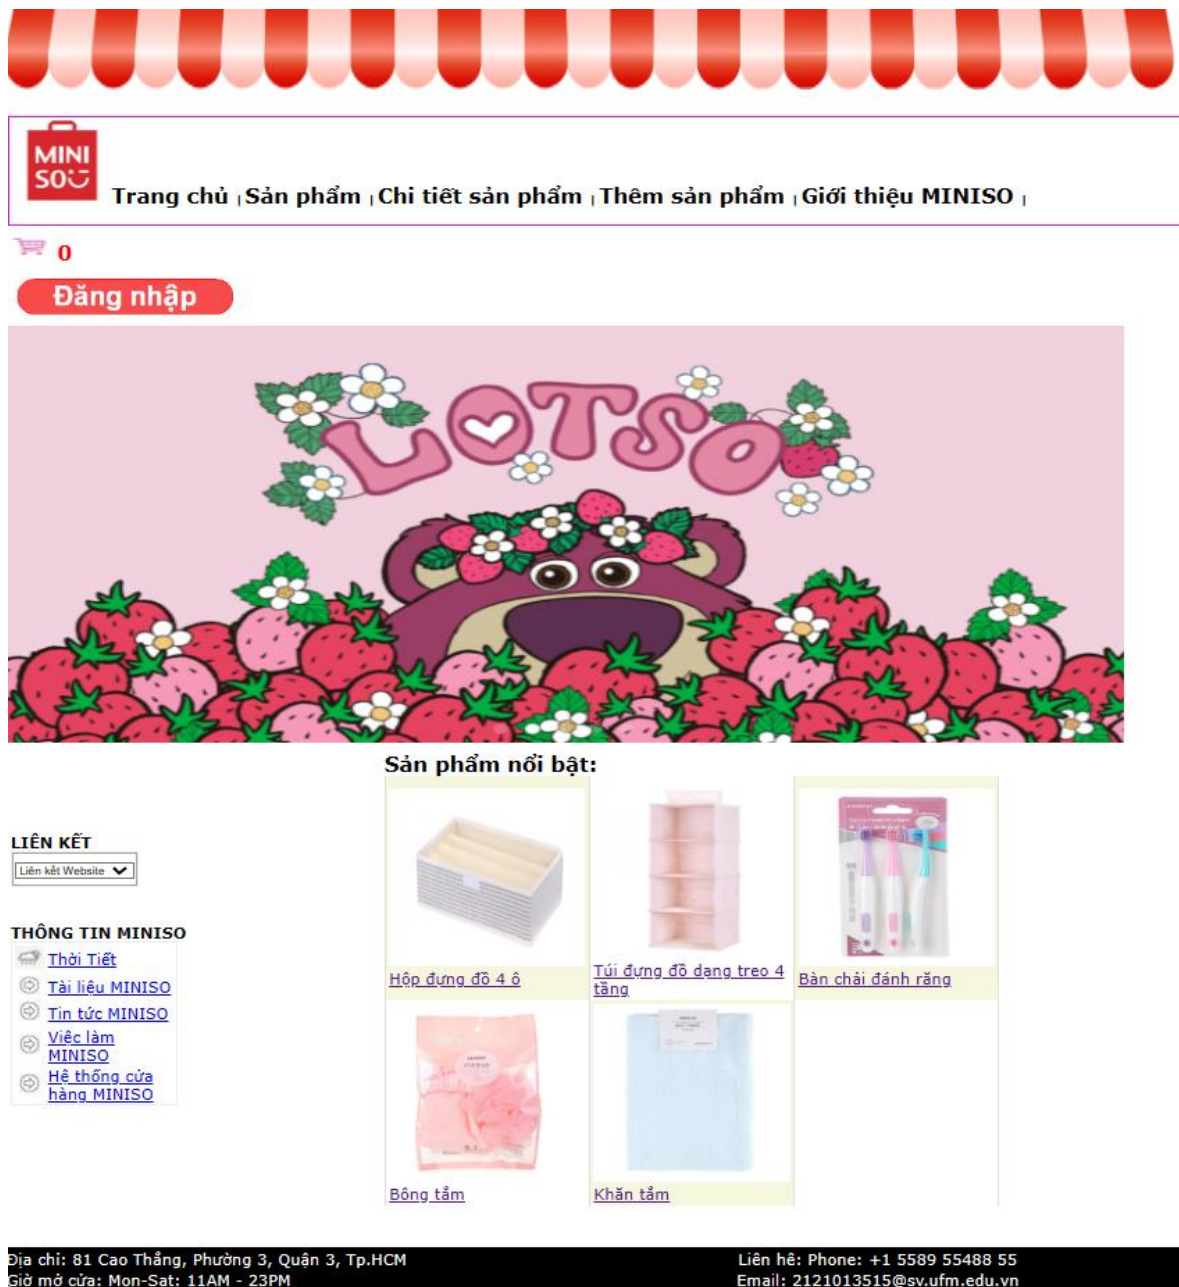 MINI
SO
Trang chủ | Sản phẩm | Chi tiết sản phẩm | Thêm sản phẩm | Giới thiệu MINISO |
0
Đăng nhập
LOTSO
Sản phẩm nổi bật:
LIÊN KẾT
Liên kết Website
THÔNG TIN MINISO
Thời Tiết
Tài liệu MINISO
Tin tức MINISO
Việc làm
MINISO
Hệ thống cửa
hàng MINISO
Hộp đựng đồ 4 ô
Túi đựng đồ dạng treo 4
tầng
Bàn chải đánh răng
Bông tắm
Khăn tắm
Địa chỉ: 81 Cao Thắng, Phường 3, Quận 3, Tp.HCM
Giờ mở cửa: Mon-Sat: 11AM - 23PM
Liên hê: Phone: +1 5589 55488 55
Email: 2121013515@sv.ufm.edu.vn